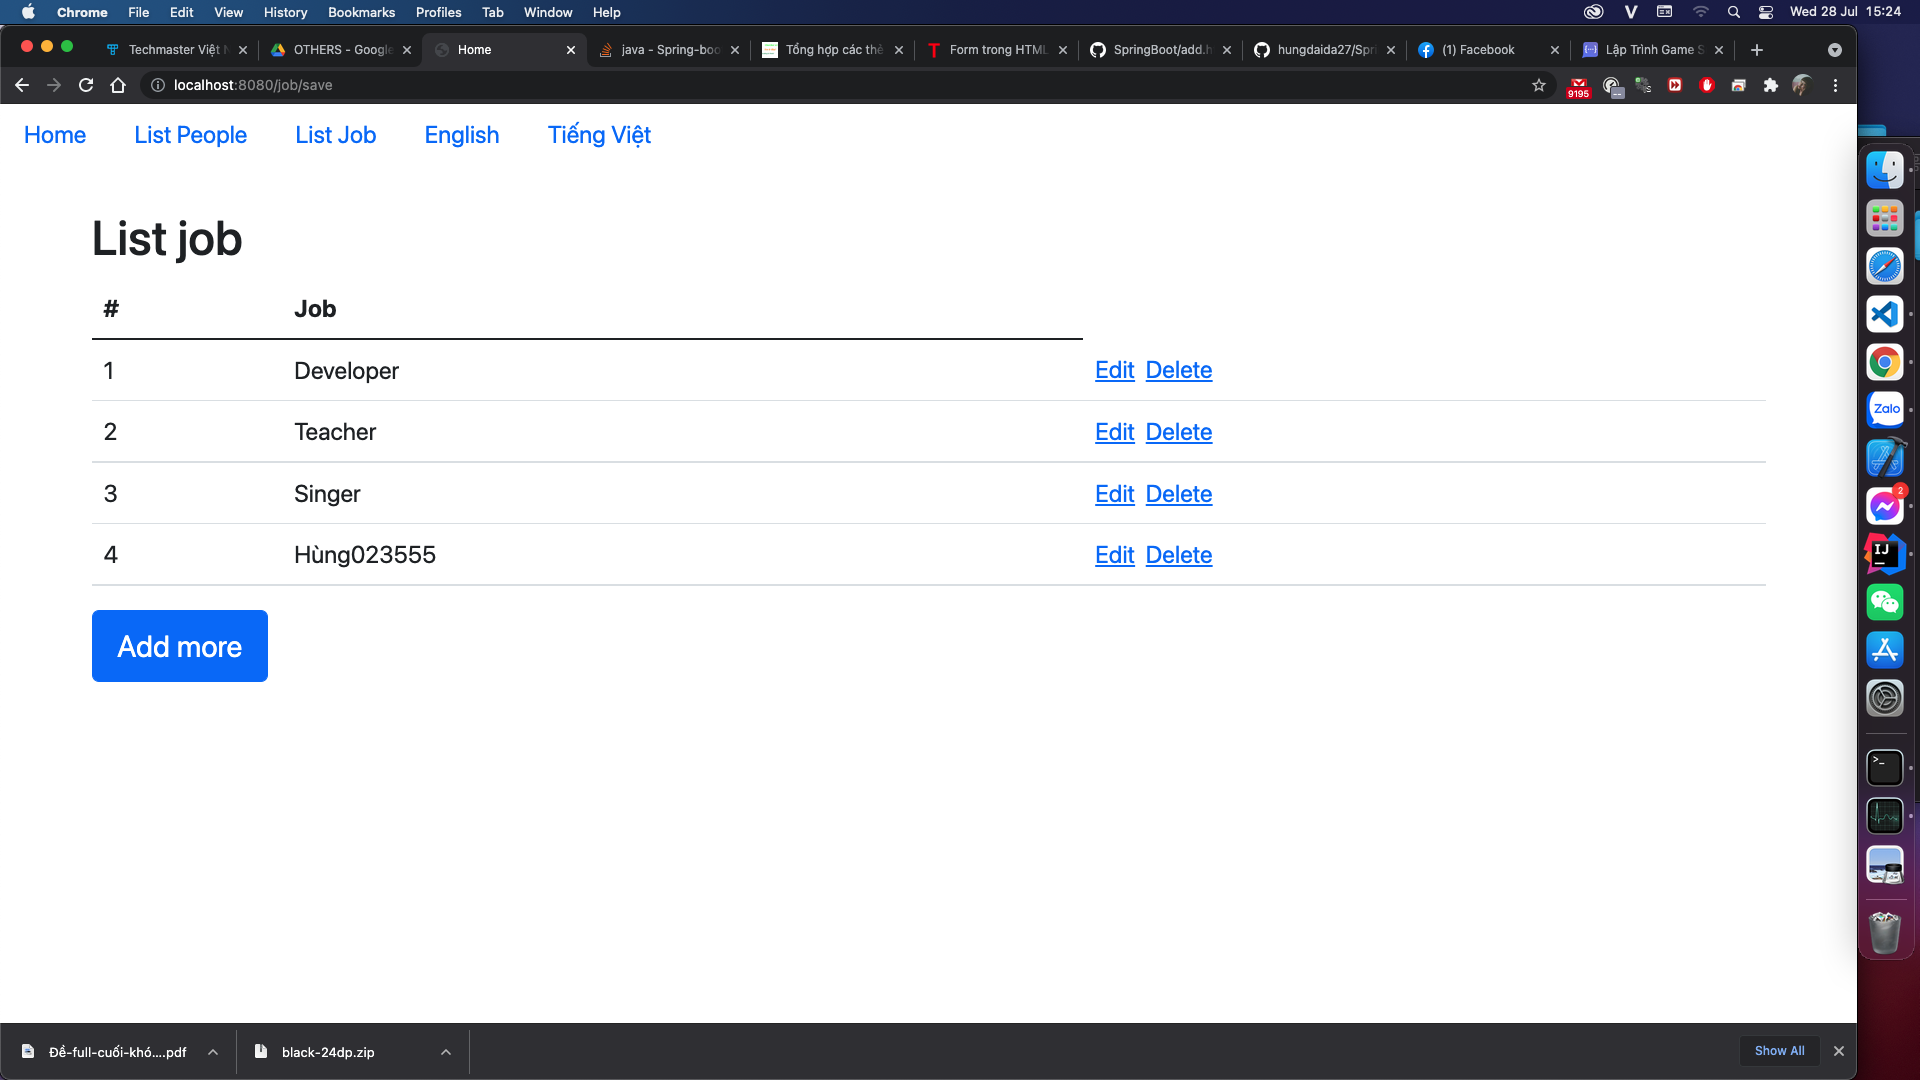 Chrome File Edit View History Bookmarks Profiles Tab Window Help Wed 28 Jul 15:24
Techmaster Việt N OTHERS - Google Home java - Spring-boo Tổng hợp các thẻ Form trong HTML SpringBoot/add.h hungdaida27/Spri (1) Facebook Lập Trình Game S
localhost:8080/job/save 9195
Home List People List Job English Tiếng Việt
List job
# Job
1 Developer Edit Delete
2 Teacher Edit Delete
3 Singer Edit Delete
4 Hùng023555 Edit Delete
Add more
Zalo
2
IJ
Đề-full-cuối-khó....pdf black-24dp.zip Show All